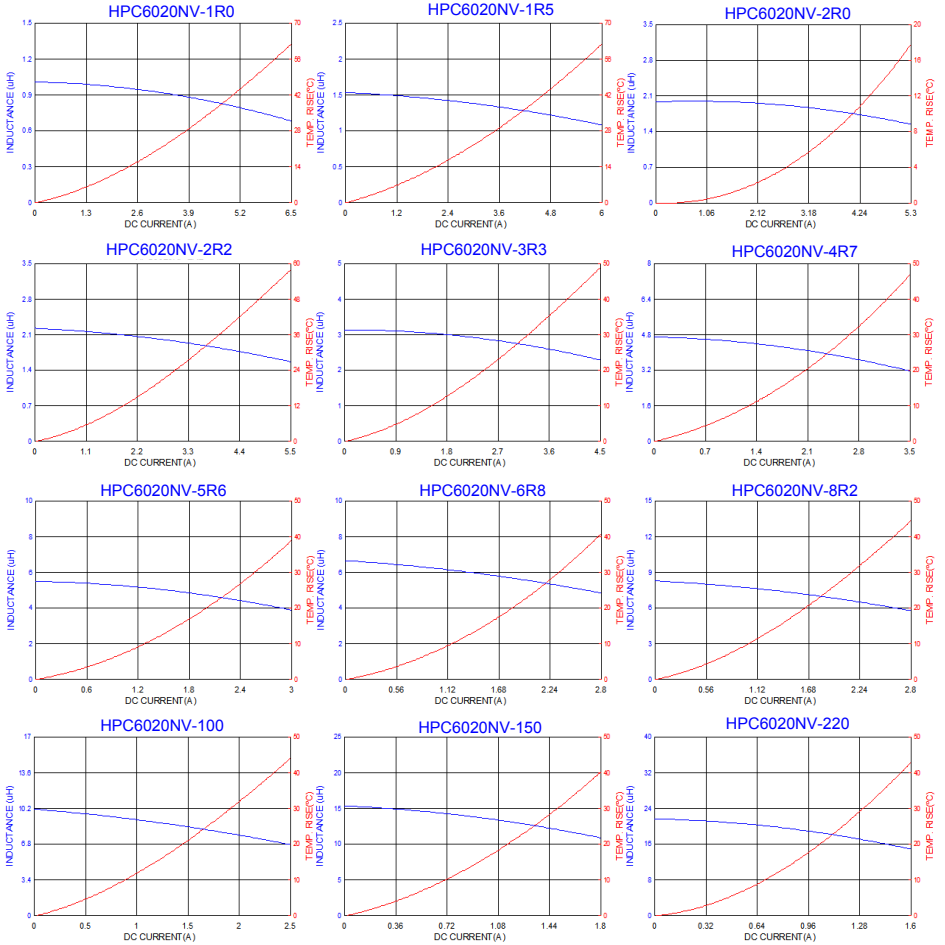 HPC6020NV-1R0
1.5 70
1.2 56
0.9 42
0.6 28
0.3 14
0 0
INDUCTANCE (uH)
TEMP. RISE(ºC)
0 1.3 2.6 3.9 5.2 6.5
DC CURRENT(A)
HPC6020NV-1R5
2.5 70
2 56
1.5 42
1 28
0.5 14
0 0
INDUCTANCE (uH)
TEMP. RISE(ºC)
0 1.2 2.4 3.6 4.8 6
DC CURRENT(A)
HPC6020NV-2R0
3.5 20
2.8 16
2.1 12
1.4 8
0.7 4
0 0
INDUCTANCE (uH)
TEMP. RISE(ºC)
0 1.06 2.12 3.18 4.24 5.3
DC CURRENT(A)
HPC6020NV-2R2
3.5 60
2.8 48
2.1 36
1.4 24
0.7 12
0 0
INDUCTANCE (uH)
TEMP. RISE(ºC)
0 1.1 2.2 3.3 4.4 5.5
DC CURRENT(A)
HPC6020NV-3R3
5 50
4 40
3 30
2 20
1 10
0 0
INDUCTANCE (uH)
TEMP. RISE(ºC)
0 0.9 1.8 2.7 3.6 4.5
DC CURRENT(A)
HPC6020NV-4R7
8 50
6.4 40
4.8 30
3.2 20
1.6 10
0 0
INDUCTANCE (uH)
TEMP. RISE(ºC)
0 0.7 1.4 2.1 2.8 3.5
DC CURRENT(A)
HPC6020NV-5R6
10 50
8 40
6 30
4 20
2 10
0 0
INDUCTANCE (uH)
TEMP. RISE(ºC)
0 0.6 1.2 1.8 2.4 3
DC CURRENT(A)
HPC6020NV-6R8
10 50
8 40
6 30
4 20
2 10
0 0
INDUCTANCE (uH)
TEMP. RISE(ºC)
0 0.56 1.12 1.68 2.24 2.8
DC CURRENT(A)
HPC6020NV-8R2
15 50
12 40
9 30
6 20
3 10
0 0
INDUCTANCE (uH)
TEMP. RISE(ºC)
0 0.56 1.12 1.68 2.24 2.8
DC CURRENT(A)
HPC6020NV-100
17 50
13.6 40
10.2 30
6.8 20
3.4 10
0 0
INDUCTANCE (uH)
TEMP. RISE(ºC)
0 0.5 1 1.5 2 2.5
DC CURRENT(A)
HPC6020NV-150
25 50
20 40
15 30
10 20
5 10
0 0
INDUCTANCE (uH)
TEMP. RISE(ºC)
0 0.36 0.72 1.08 1.44 1.8
DC CURRENT(A)
HPC6020NV-220
40 50
32 40
24 30
16 20
8 10
0 0
INDUCTANCE (uH)
TEMP. RISE(ºC)
0 0.32 0.64 0.96 1.28 1.6
DC CURRENT(A)